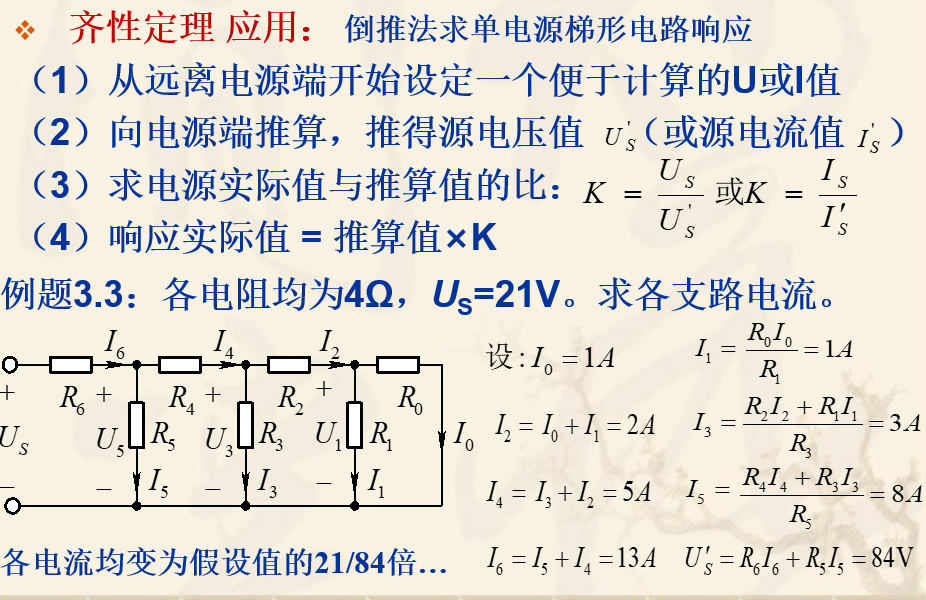 ❖ 齐性定理 应用： 倒推法求单电源梯形电路响应
（1）从远离电源端开始设定一个便于计算的U或I值
（2）向电源端推算，推得源电压值 U'_S（或源电流值 I'_S ）
（3）求电源实际值与推算值的比：K = U_S / U'_S 或K = I_S / I'_S
（4）响应实际值 = 推算值×K
例题3.3：各电阻均为4Ω，U_S=21V。求各支路电流。
I_6 I_4 I_2
R_6 R_4 R_2 R_0
+ + + +
U_S U_5 R_5 U_3 R_3 U_1 R_1 I_0
– – – –
I_5 I_3 I_1
设: I_0 = 1A
I_1 = R_0 I_0 / R_1 = 1A
I_2 = I_0 + I_1 = 2A
I_3 = (R_2 I_2 + R_1 I_1) / R_3 = 3A
I_4 = I_3 + I_2 = 5A
I_5 = (R_4 I_4 + R_3 I_3) / R_5 = 8A
I_6 = I_5 + I_4 = 13A
U'_S = R_6 I_6 + R_5 I_5 = 84V
各电流均变为假设值的21/84倍…